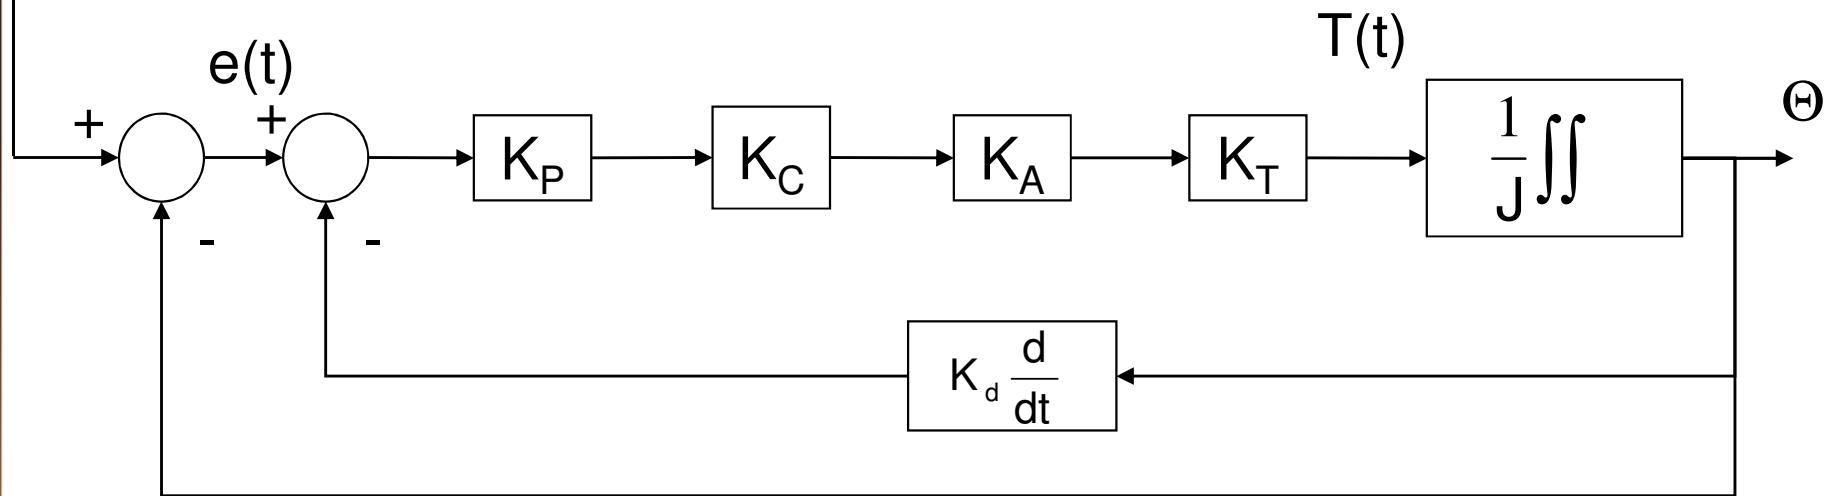 T(t)
e(t)
Θ
+
+
K_P
K_C
K_A
K_T
1/J ∬
-
-
K_d d/dt